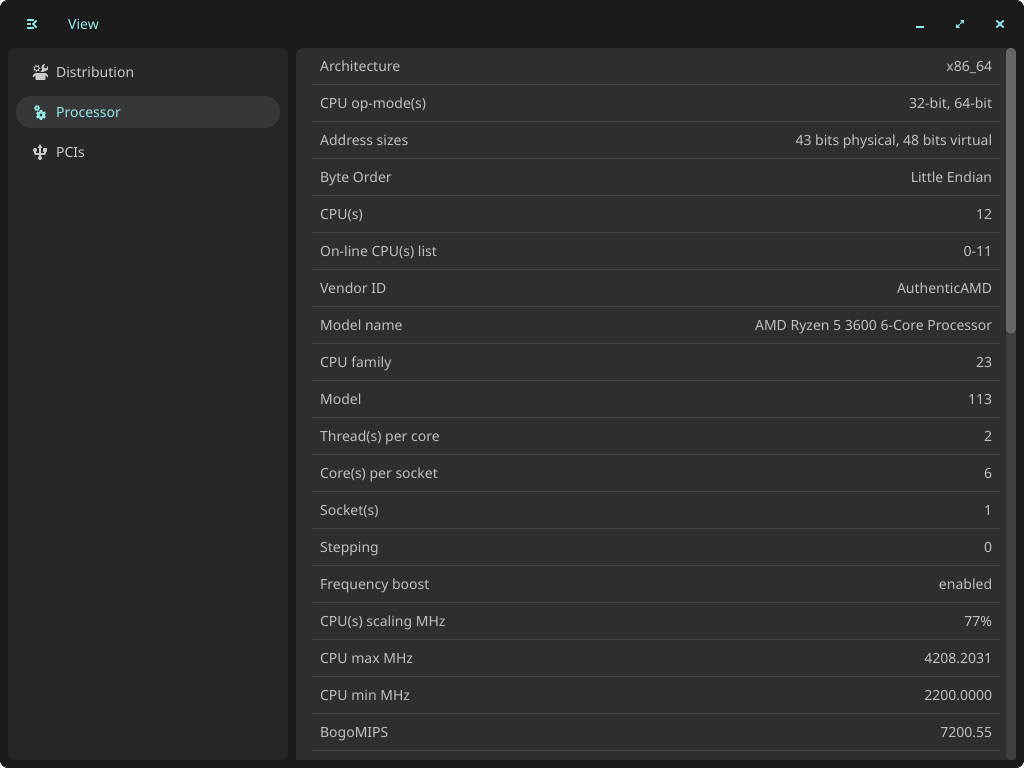 View
Distribution
Processor
PCIs
Architecture x86_64
CPU op-mode(s) 32-bit, 64-bit
Address sizes 43 bits physical, 48 bits virtual
Byte Order Little Endian
CPU(s) 12
On-line CPU(s) list 0-11
Vendor ID AuthenticAMD
Model name AMD Ryzen 5 3600 6-Core Processor
CPU family 23
Model 113
Thread(s) per core 2
Core(s) per socket 6
Socket(s) 1
Stepping 0
Frequency boost enabled
CPU(s) scaling MHz 77%
CPU max MHz 4208.2031
CPU min MHz 2200.0000
BogoMIPS 7200.55